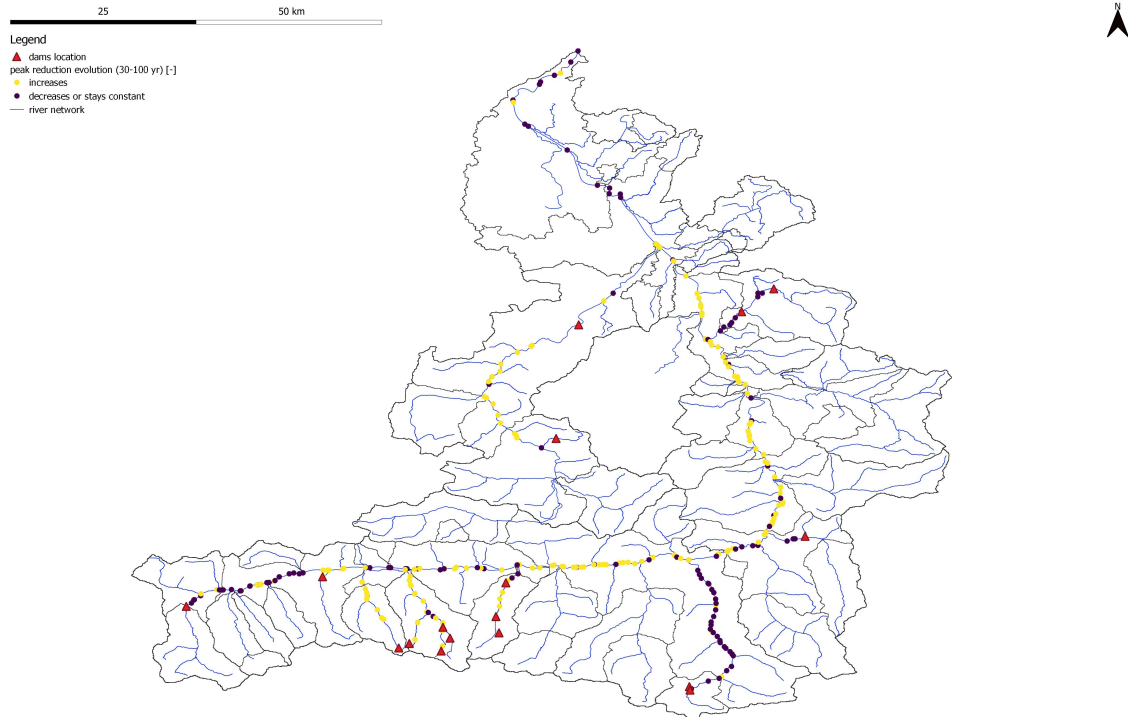 25
50 km
N
Legend
dams location
peak reduction evolution (30-100 yr) [-]
increases
decreases or stays constant
river network